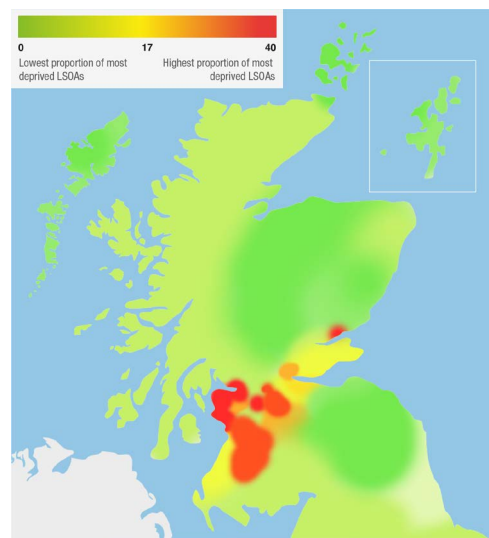 0 17 40
Lowest proportion of most Highest proportion of most
deprived LSOAs deprived LSOAs